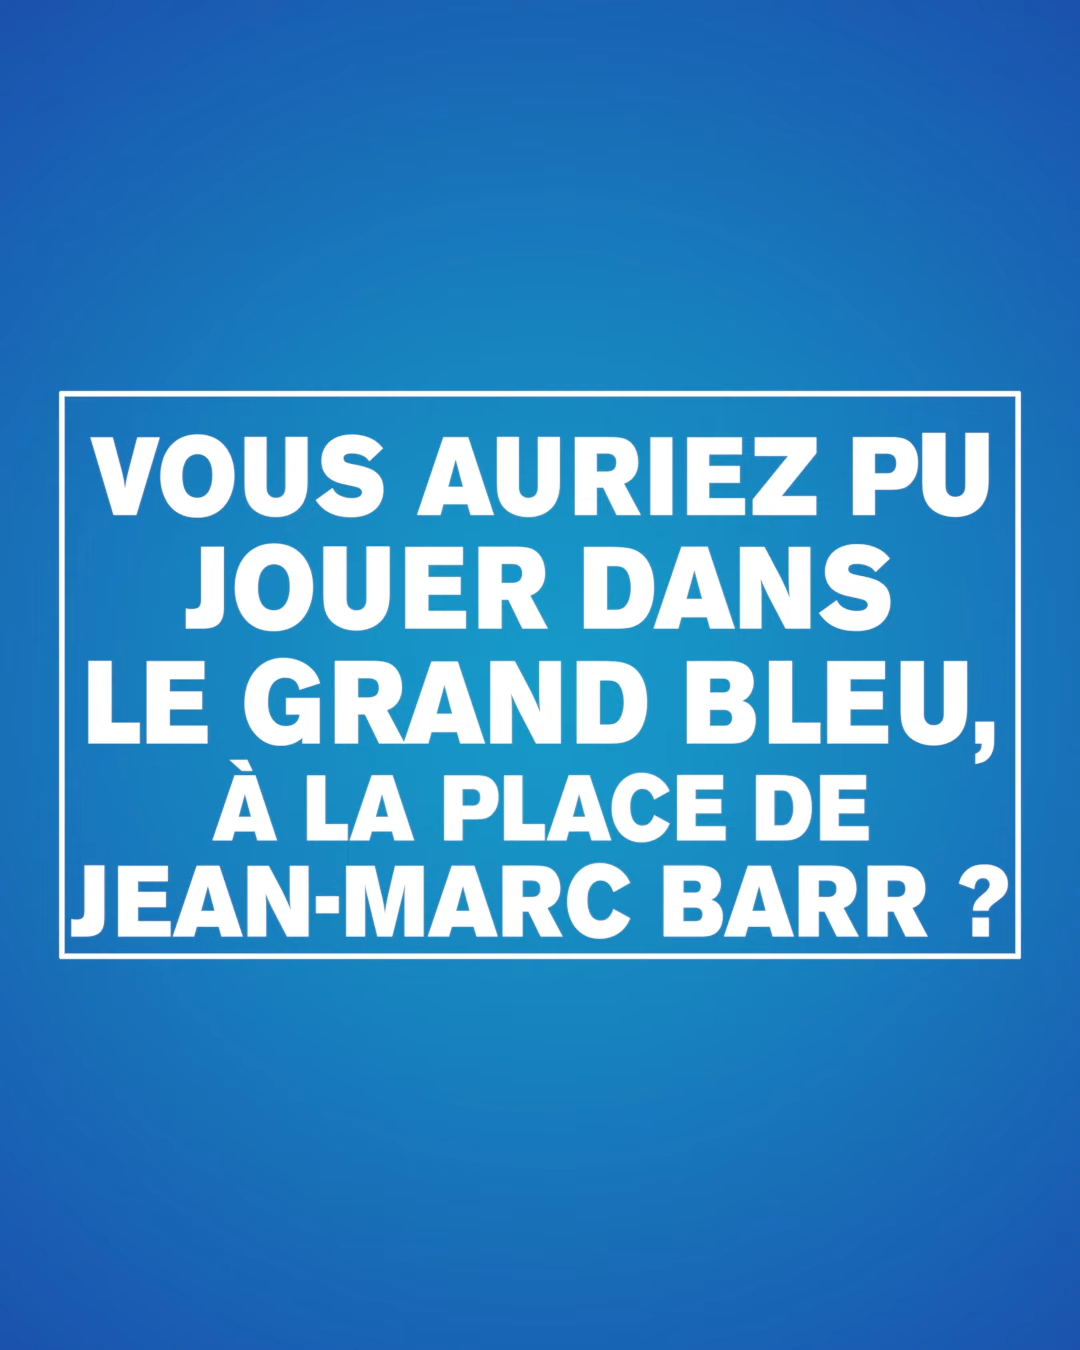 VOUS AURIEZ PU
JOUER DANS
LE GRAND BLEU,
À LA PLACE DE
JEAN-MARC BARR ?